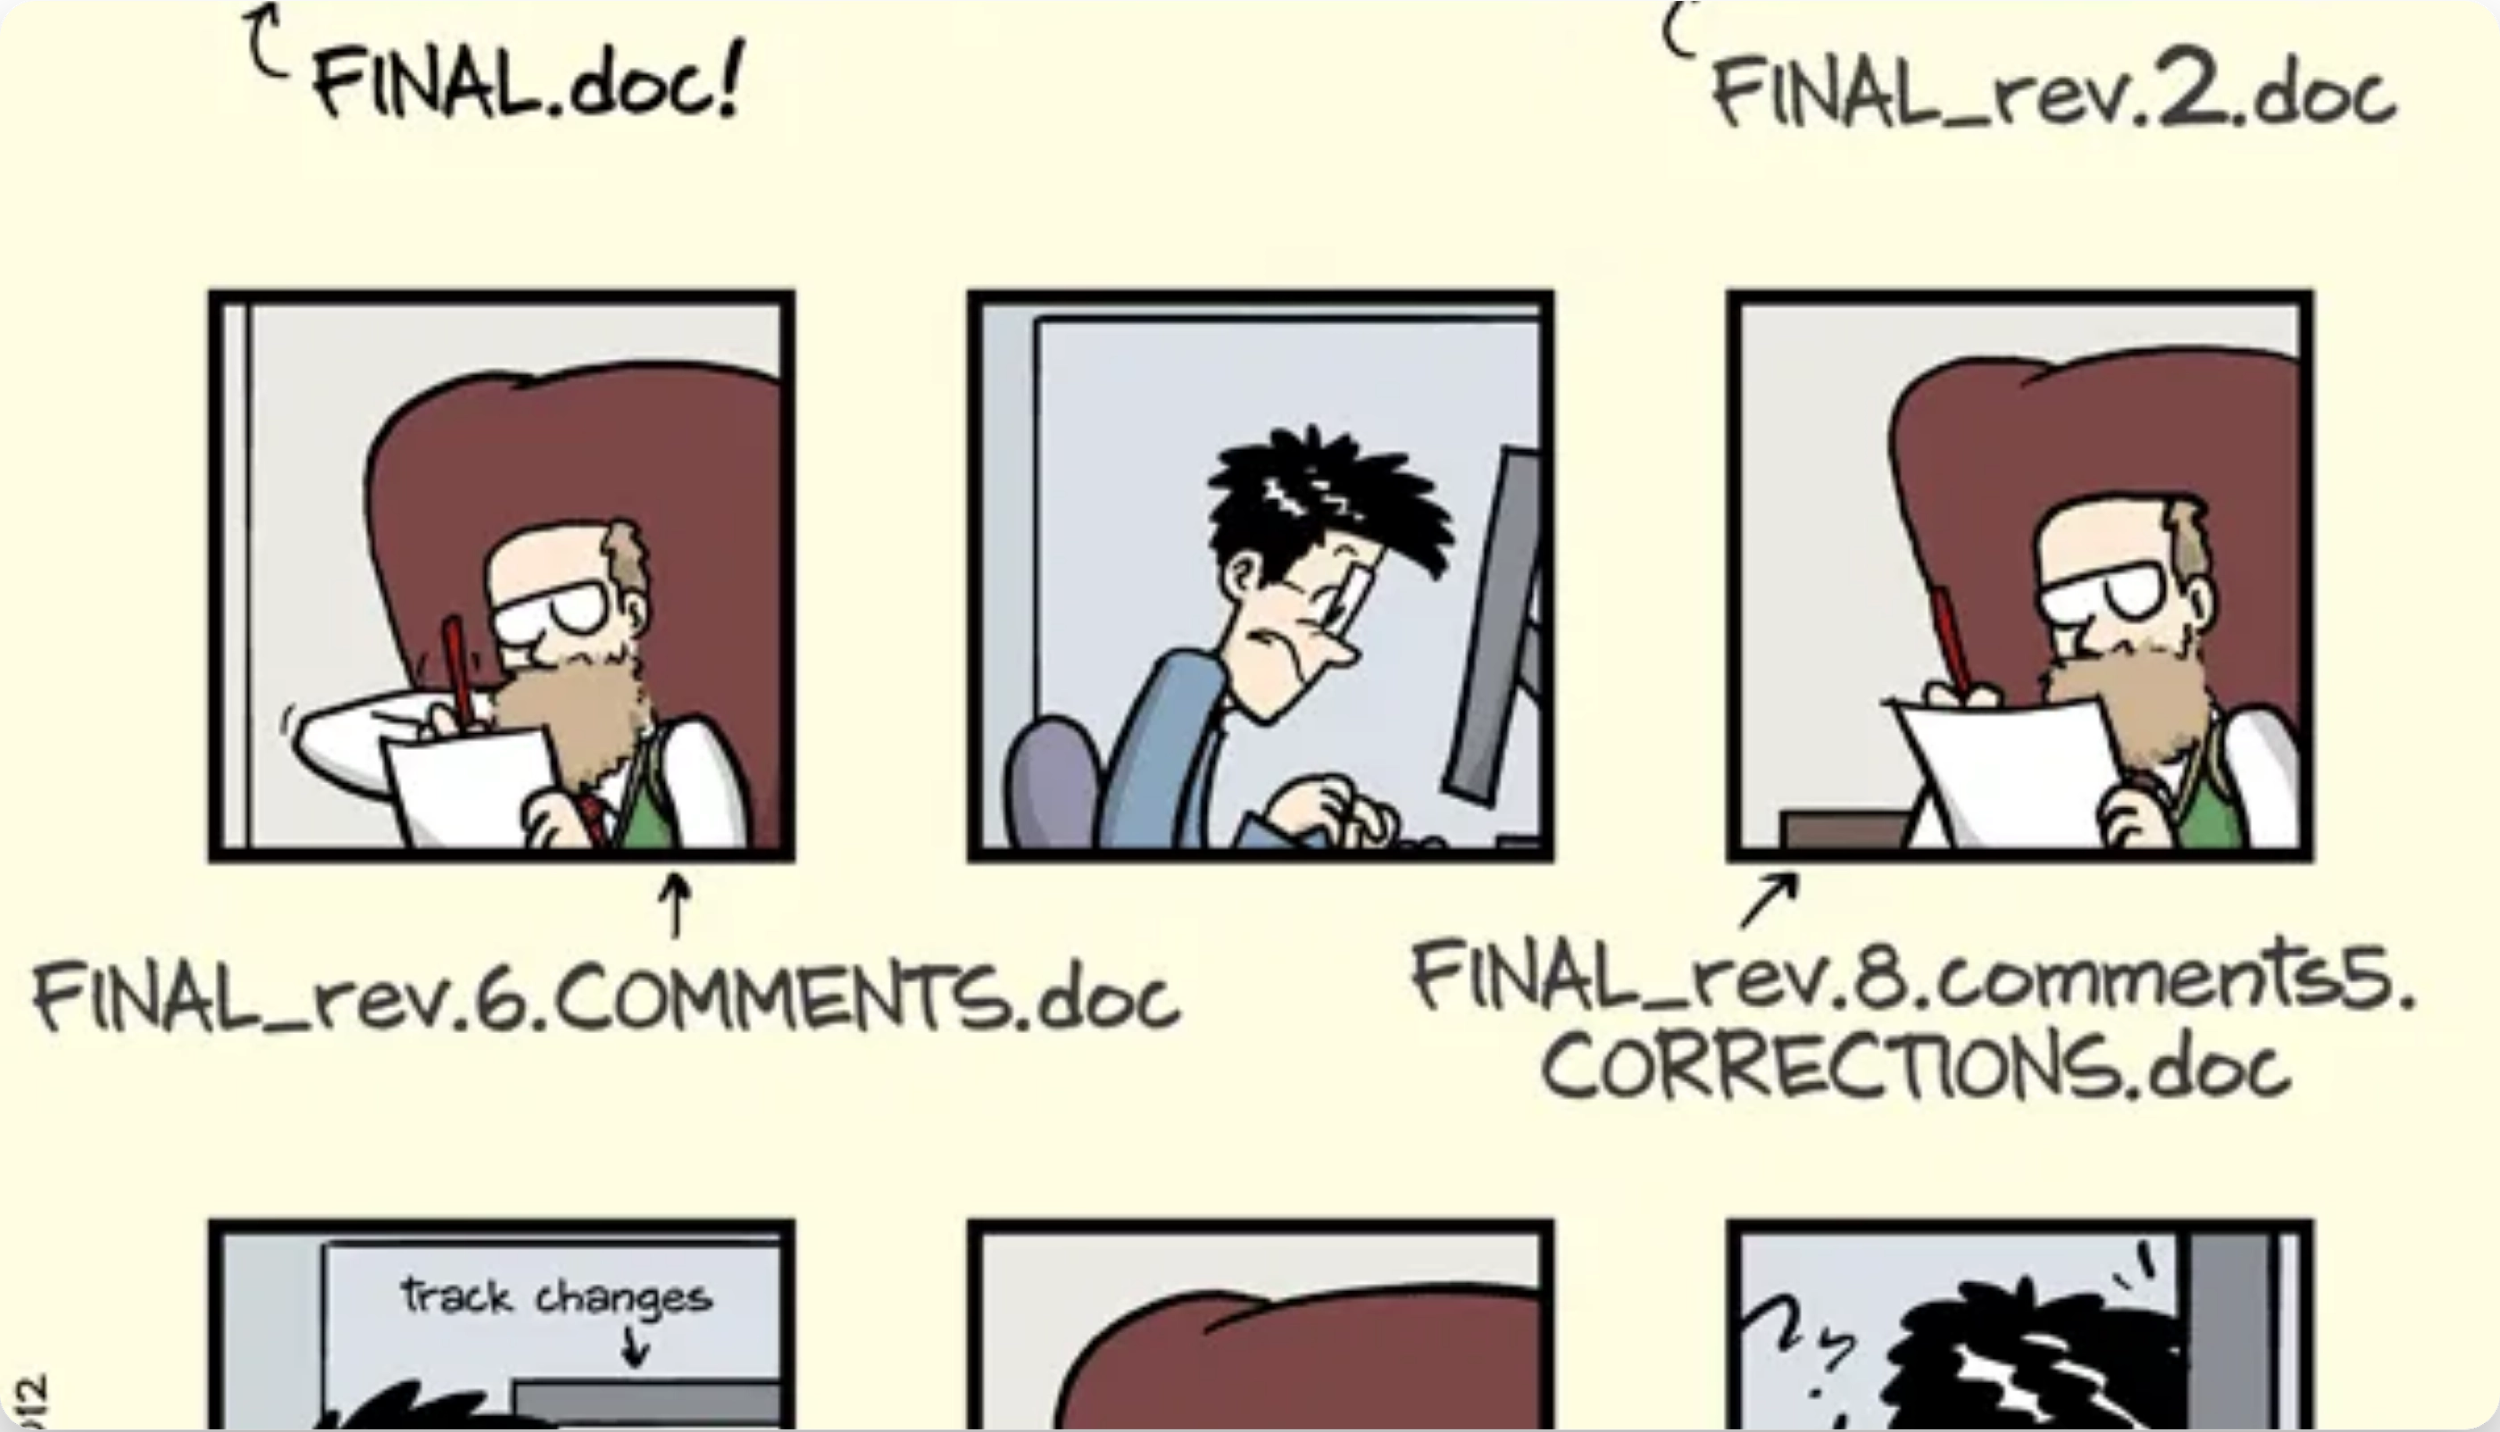 FINAL.doc!
FINAL_rev.2.doc
FINAL_rev.6.COMMENTS.doc
FINAL_rev.8.comments5.
CORRECTIONS.doc
track changes